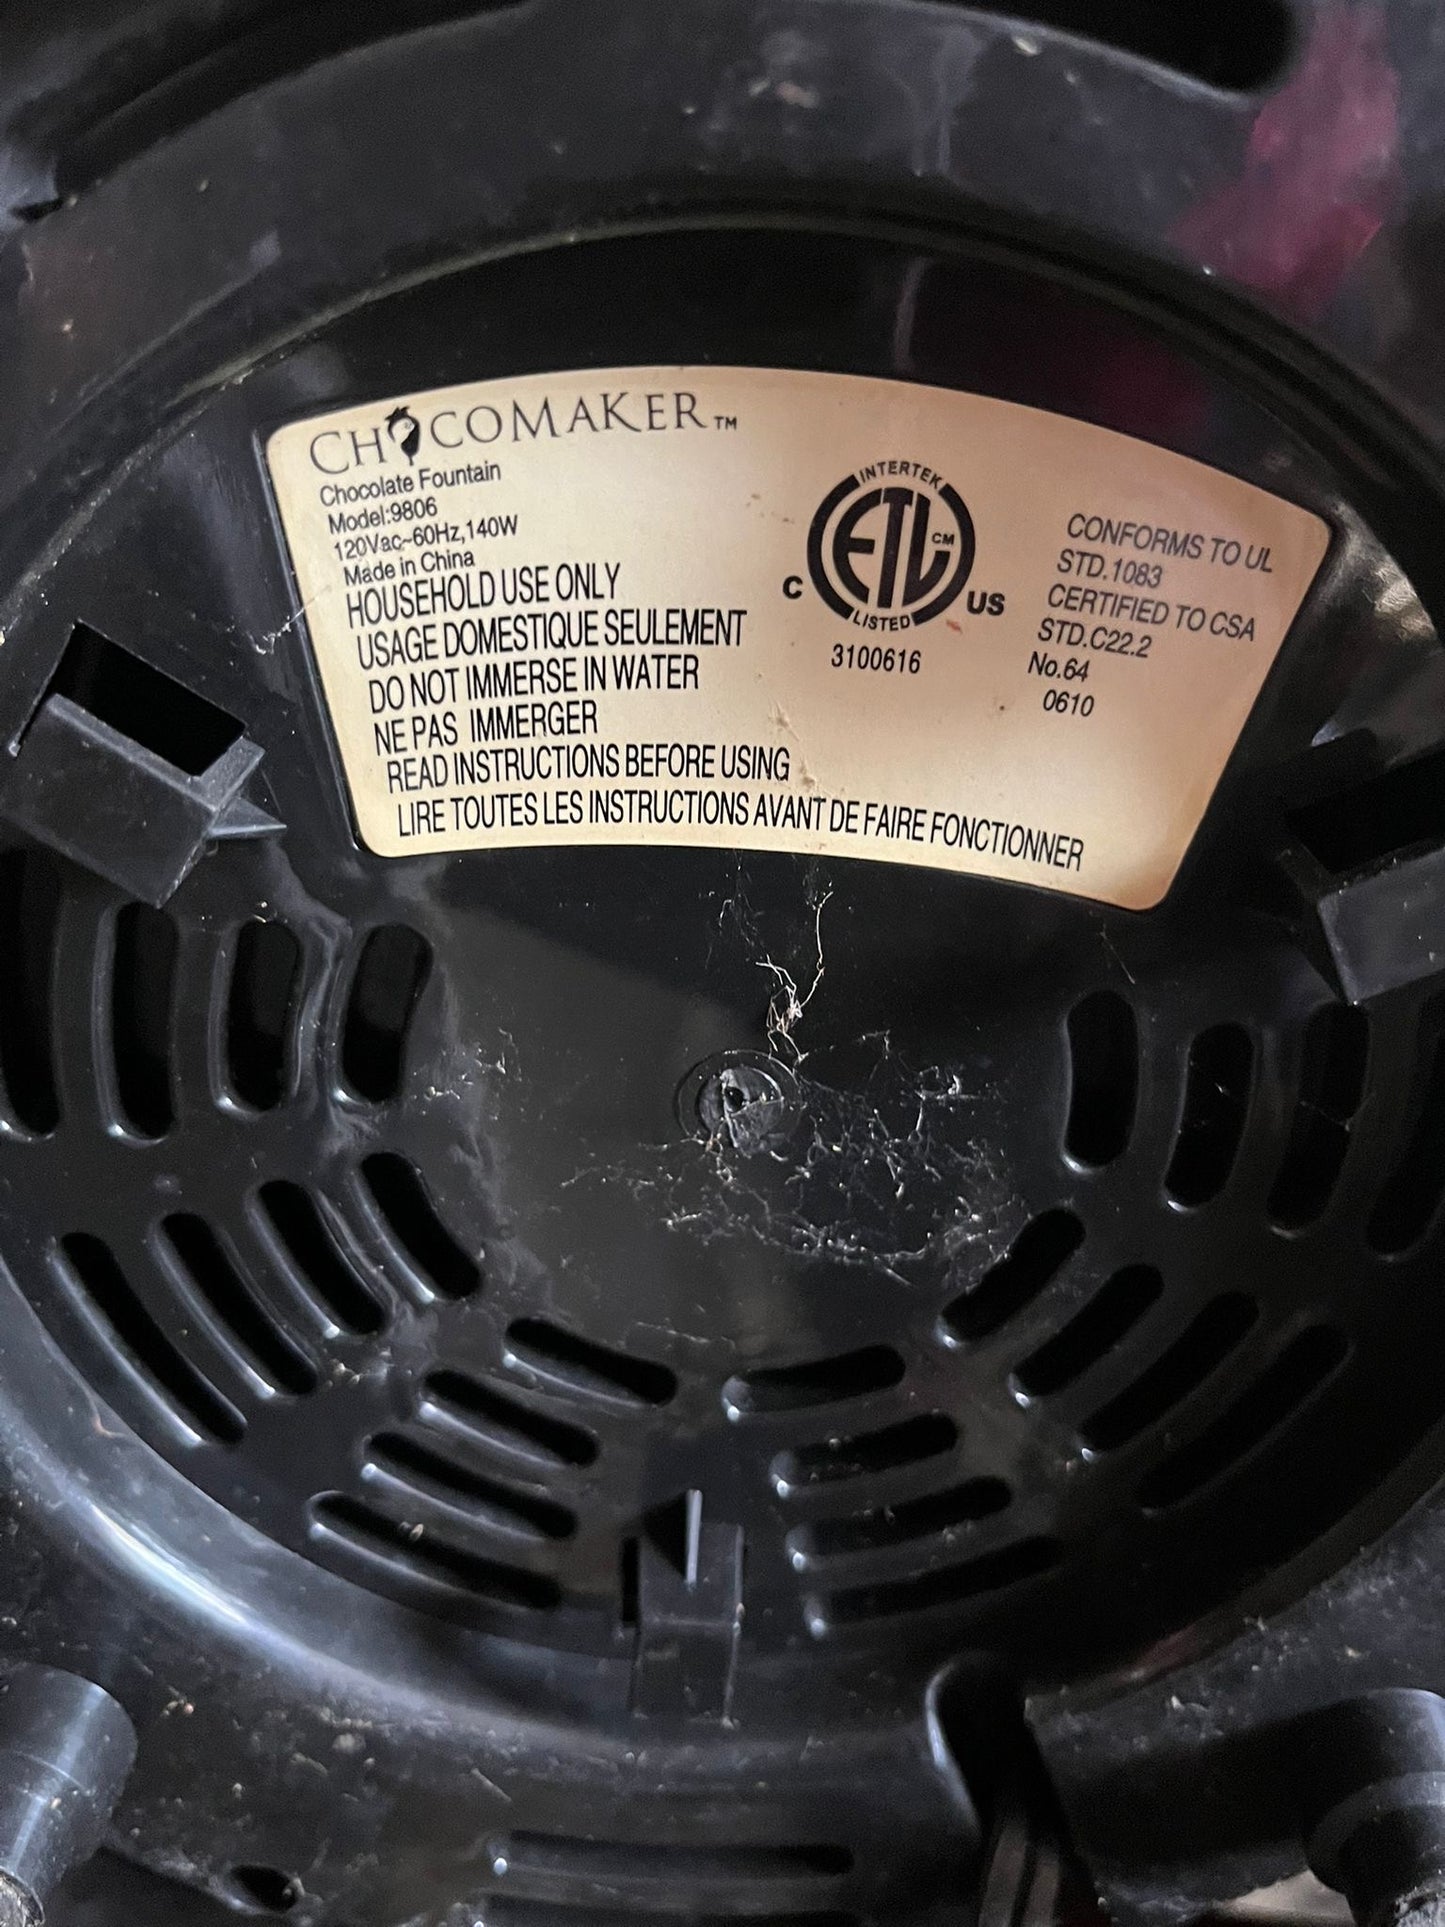 CHOCOMAKER™
Chocolate Fountain
Model:9806
120Vac~60Hz,140W
Made in China
HOUSEHOLD USE ONLY
USAGE DOMESTIQUE SEULEMENT
DO NOT IMMERSE IN WATER
NE PAS IMMERGER
READ INSTRUCTIONS BEFORE USING
LIRE TOUTES LES INSTRUCTIONS AVANT DE FAIRE FONCTIONNER
INTERTEK
ETL CM
C US
LISTED
3100616
CONFORMS TO UL
STD.1083
CERTIFIED TO CSA
STD.C22.2
No.64
0610